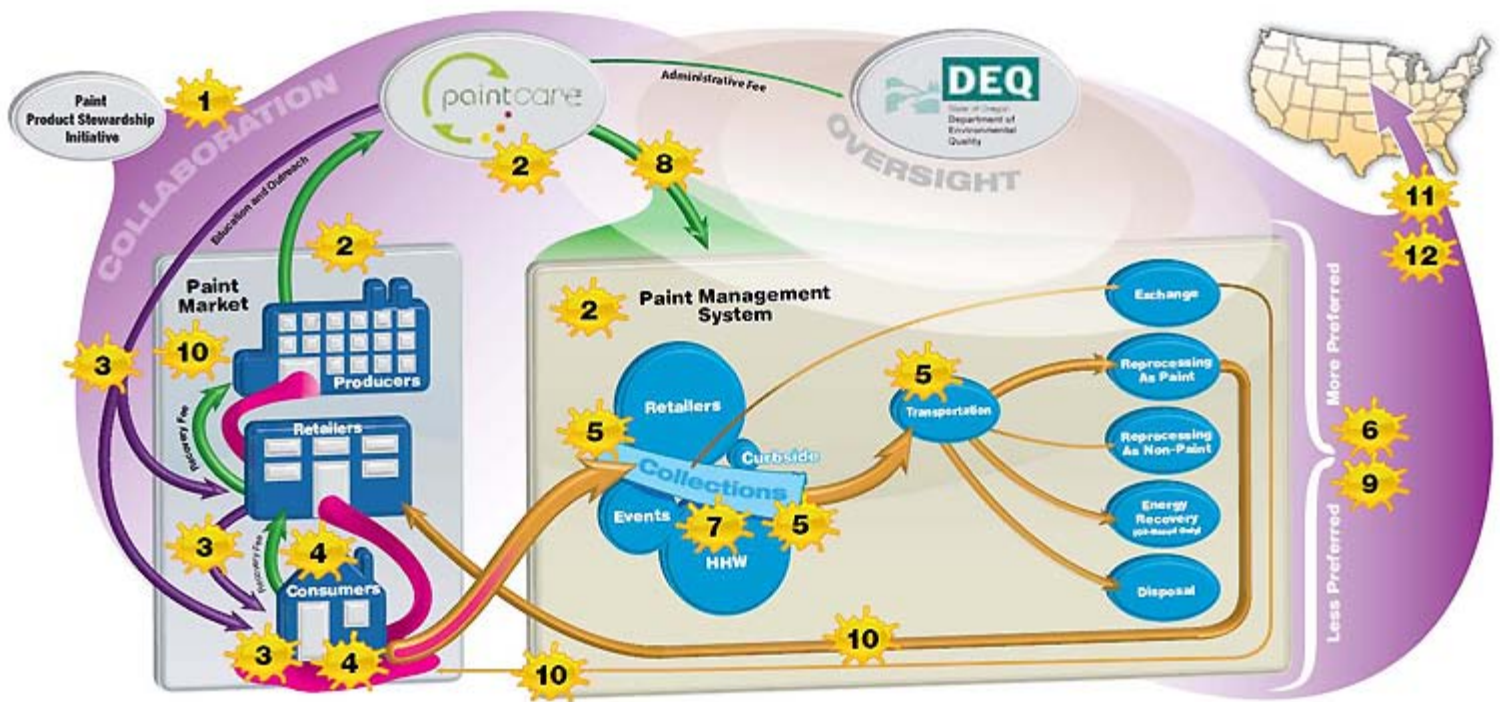 Paint
Product Stewardship
Initiative
1
COLLABORATION
paintcare
2
Administrative Fee
DEQ
State of Oregon
Department of
Environmental
Quality
OVERSIGHT
8
11
12
Education and Outreach
2
Paint
Market
10
Producers
3
Recovery Fee
Retailers
3
4
Recovery Fee
Consumers
3
4
2
Paint Management
System
Retailers
5
Curbside
Collections
Events
7
5
HHW
5
Transportation
Exchange
Reprocessing
As Paint
Reprocessing
As Non-Paint
Energy
Recovery
(Oil-Based Only)
Disposal
10
10
More Preferred
Less Preferred
6
9